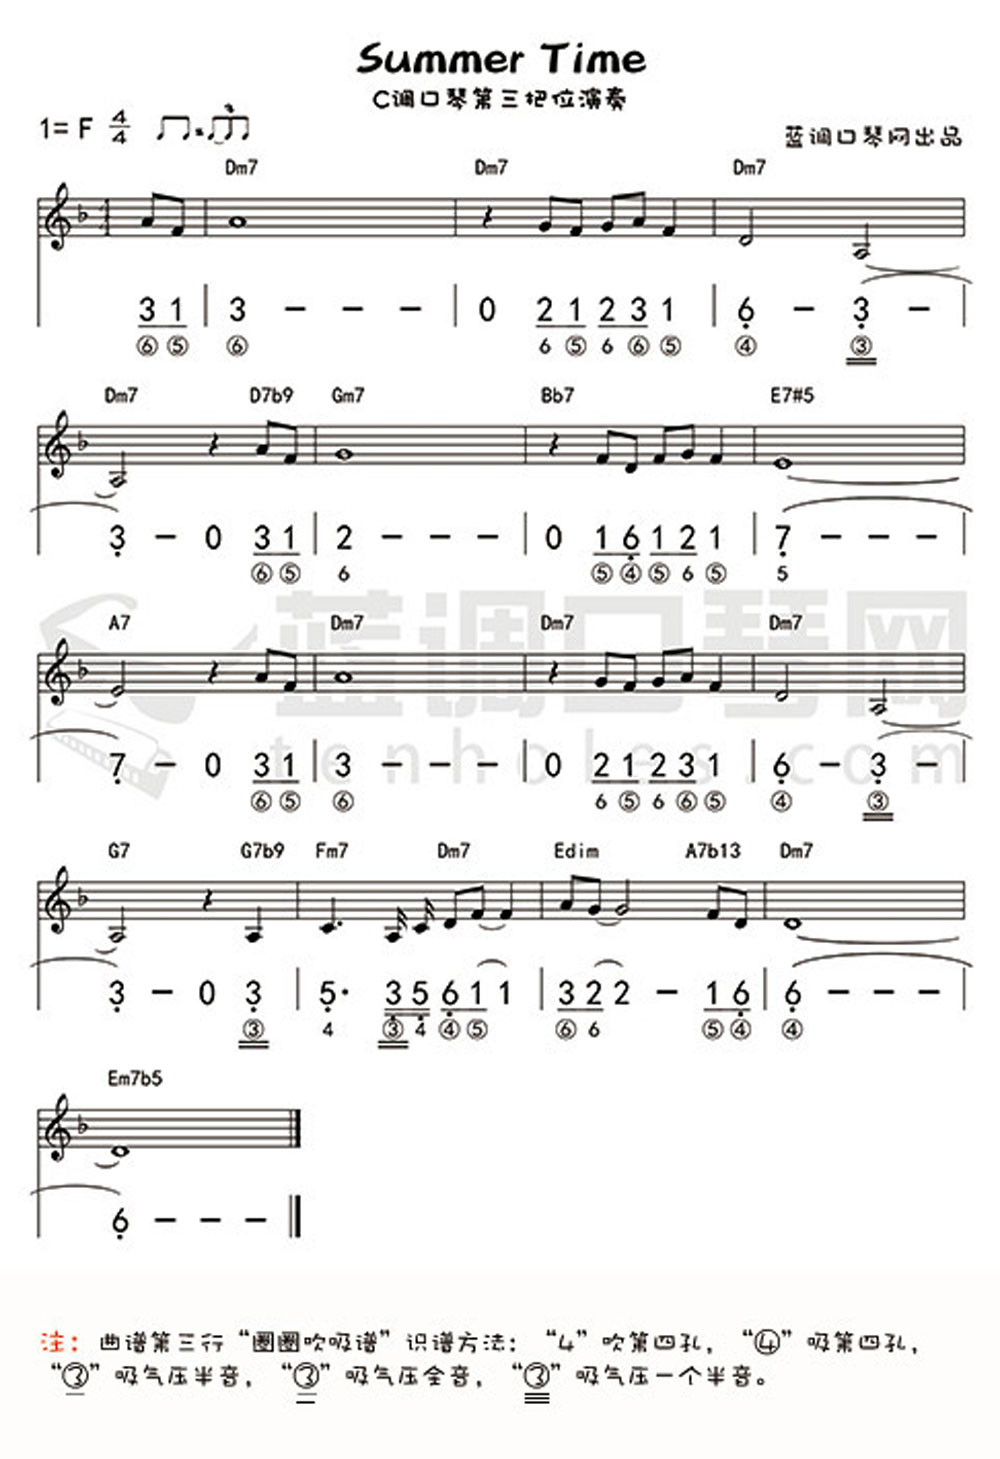 Summer Time
C调口琴第三把位演奏
1= F 4/4
蓝调口琴网出品
Dm7 Dm7 Dm7
3 1 | 3 - - - | 0 2 1 2 3 1 | 6 - 3 -
⑥ ⑤ ⑥ 6 ⑤ 6 ⑥ ⑤ ④ ③
Dm7 D7b9 Gm7 Bb7 E7#5
3 - 0 3 1 | 2 - - - | 0 1 6 1 2 1 | 7 - - -
⑥ ⑤ 6 ⑤ ④ ⑤ 6 ⑤ 5
蓝调口琴网
tenholes.com
A7 Dm7 Dm7 Dm7
7 - 0 3 1 | 3 - - - | 0 2 1 2 3 1 | 6 - 3 -
⑥ ⑤ ⑥ 6 ⑤ 6 ⑥ ⑤ ④ ③
G7 G7b9 Fm7 Dm7 Edim A7b13 Dm7
3 - 0 3 | 5· 3 5 6 1 1 | 3 2 2 - 1 6 | 6 - - -
③ 4 ③ 4 ④ ⑤ ⑥ 6 ⑤ ④ ④
Em7b5
6 - - -
注：曲谱第三行“圈圈吹吸谱”识谱方法：“4”吹第四孔，“④”吸第四孔，
“③”吸气压半音，“③”吸气压全音，“③”吸气压一个半音。